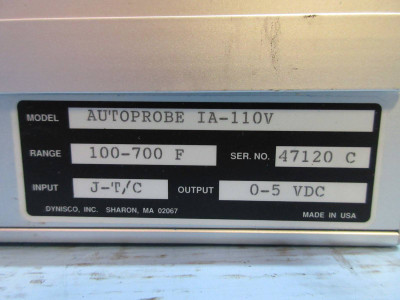 MODEL AUTOPROBE IA-110V
RANGE 100-700 F SER. NO. 47120 C
INPUT J-T/C OUTPUT 0-5 VDC
DYNISCO, INC. SHARON, MA 02067 MADE IN USA